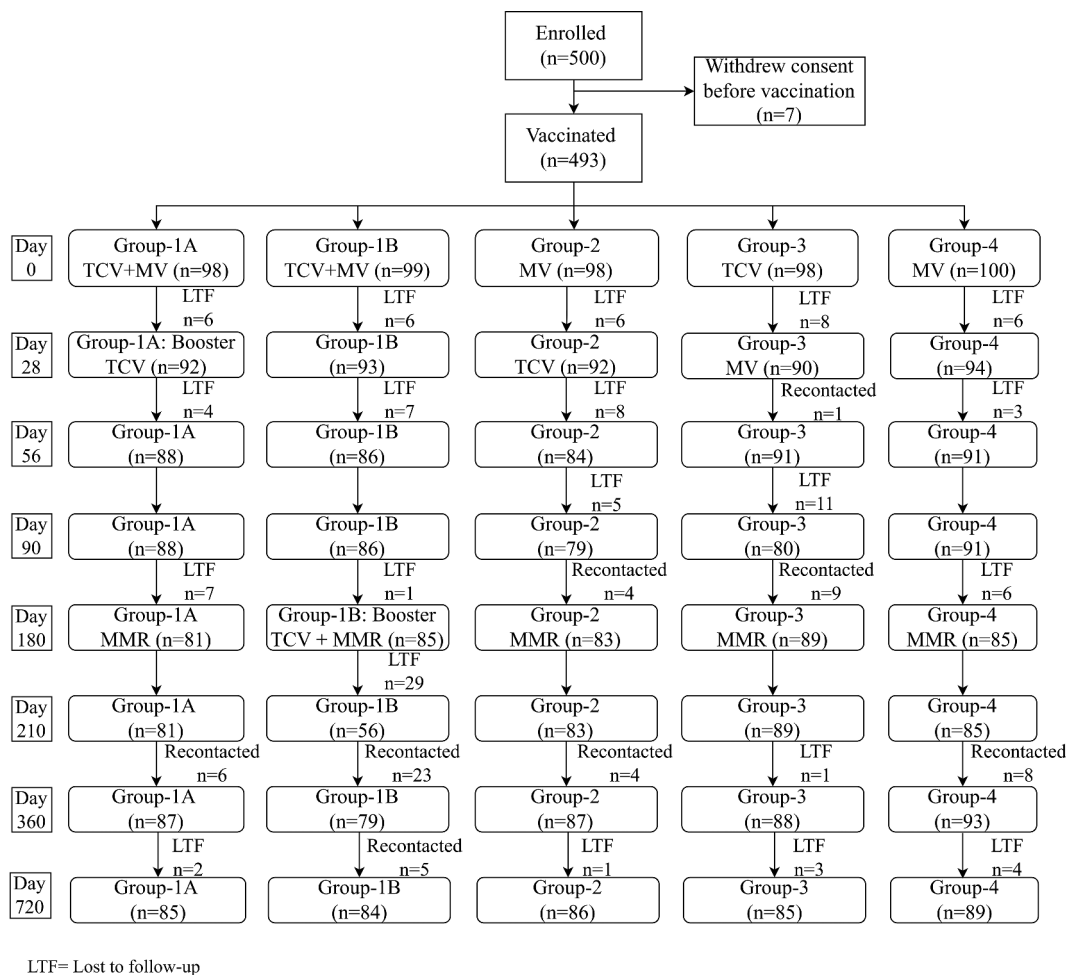 Enrolled
(n=500)
Withdrew consent
before vaccination
(n=7)
Vaccinated
(n=493)
Day
0
Group-1A
TCV+MV (n=98)
Group-1B
TCV+MV (n=99)
Group-2
MV (n=98)
Group-3
TCV (n=98)
Group-4
MV (n=100)
LTF
n=6
LTF
n=6
LTF
n=6
LTF
n=8
LTF
n=6
Day
28
Group-1A: Booster
TCV (n=92)
Group-1B
(n=93)
Group-2
TCV (n=92)
Group-3
MV (n=90)
Group-4
(n=94)
LTF
n=4
LTF
n=7
LTF
n=8
Recontacted
n=1
LTF
n=3
Day
56
Group-1A
(n=88)
Group-1B
(n=86)
Group-2
(n=84)
Group-3
(n=91)
Group-4
(n=91)
LTF
n=5
LTF
n=11
Day
90
Group-1A
(n=88)
Group-1B
(n=86)
Group-2
(n=79)
Group-3
(n=80)
Group-4
(n=91)
LTF
n=7
LTF
n=1
Recontacted
n=4
Recontacted
n=9
LTF
n=6
Day
180
Group-1A
MMR (n=81)
Group-1B: Booster
TCV + MMR (n=85)
Group-2
MMR (n=83)
Group-3
MMR (n=89)
Group-4
MMR (n=85)
LTF
n=29
Day
210
Group-1A
(n=81)
Group-1B
(n=56)
Group-2
(n=83)
Group-3
(n=89)
Group-4
(n=85)
Recontacted
n=6
Recontacted
n=23
Recontacted
n=4
LTF
n=1
Recontacted
n=8
Day
360
Group-1A
(n=87)
Group-1B
(n=79)
Group-2
(n=87)
Group-3
(n=88)
Group-4
(n=93)
LTF
n=2
Recontacted
n=5
LTF
n=1
LTF
n=3
LTF
n=4
Day
720
Group-1A
(n=85)
Group-1B
(n=84)
Group-2
(n=86)
Group-3
(n=85)
Group-4
(n=89)
LTF= Lost to follow-up